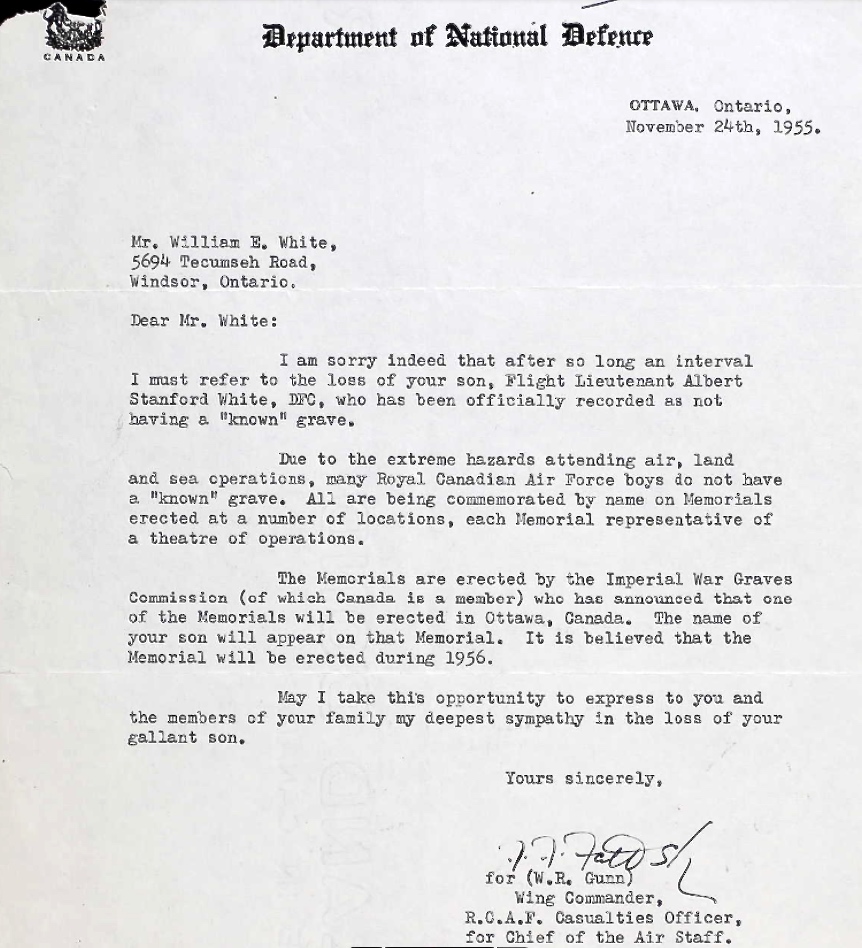 CANADA
Department of National Defence
OTTAWA, Ontario,
November 24th, 1955.
Mr. William E. White,
5694 Tecumseh Road,
Windsor, Ontario.
Dear Mr. White:
I am sorry indeed that after so long an interval
I must refer to the loss of your son, Flight Lieutenant Albert
Stanford White, DFC, who has been officially recorded as not
having a "known" grave.
Due to the extreme hazards attending air, land
and sea operations, many Royal Canadian Air Force boys do not have
a "known" grave. All are being commemorated by name on Memorials
erected at a number of locations, each Memorial representative of
a theatre of operations.
The Memorials are erected by the Imperial War Graves
Commission (of which Canada is a member) who has announced that one
of the Memorials will be erected in Ottawa, Canada. The name of
your son will appear on that Memorial. It is believed that the
Memorial will be erected during 1956.
May I take this opportunity to express to you and
the members of your family my deepest sympathy in the loss of your
gallant son.
Yours sincerely,
for (W.R. Gunn)
Wing Commander,
R.C.A.F. Casualties Officer,
for Chief of the Air Staff.